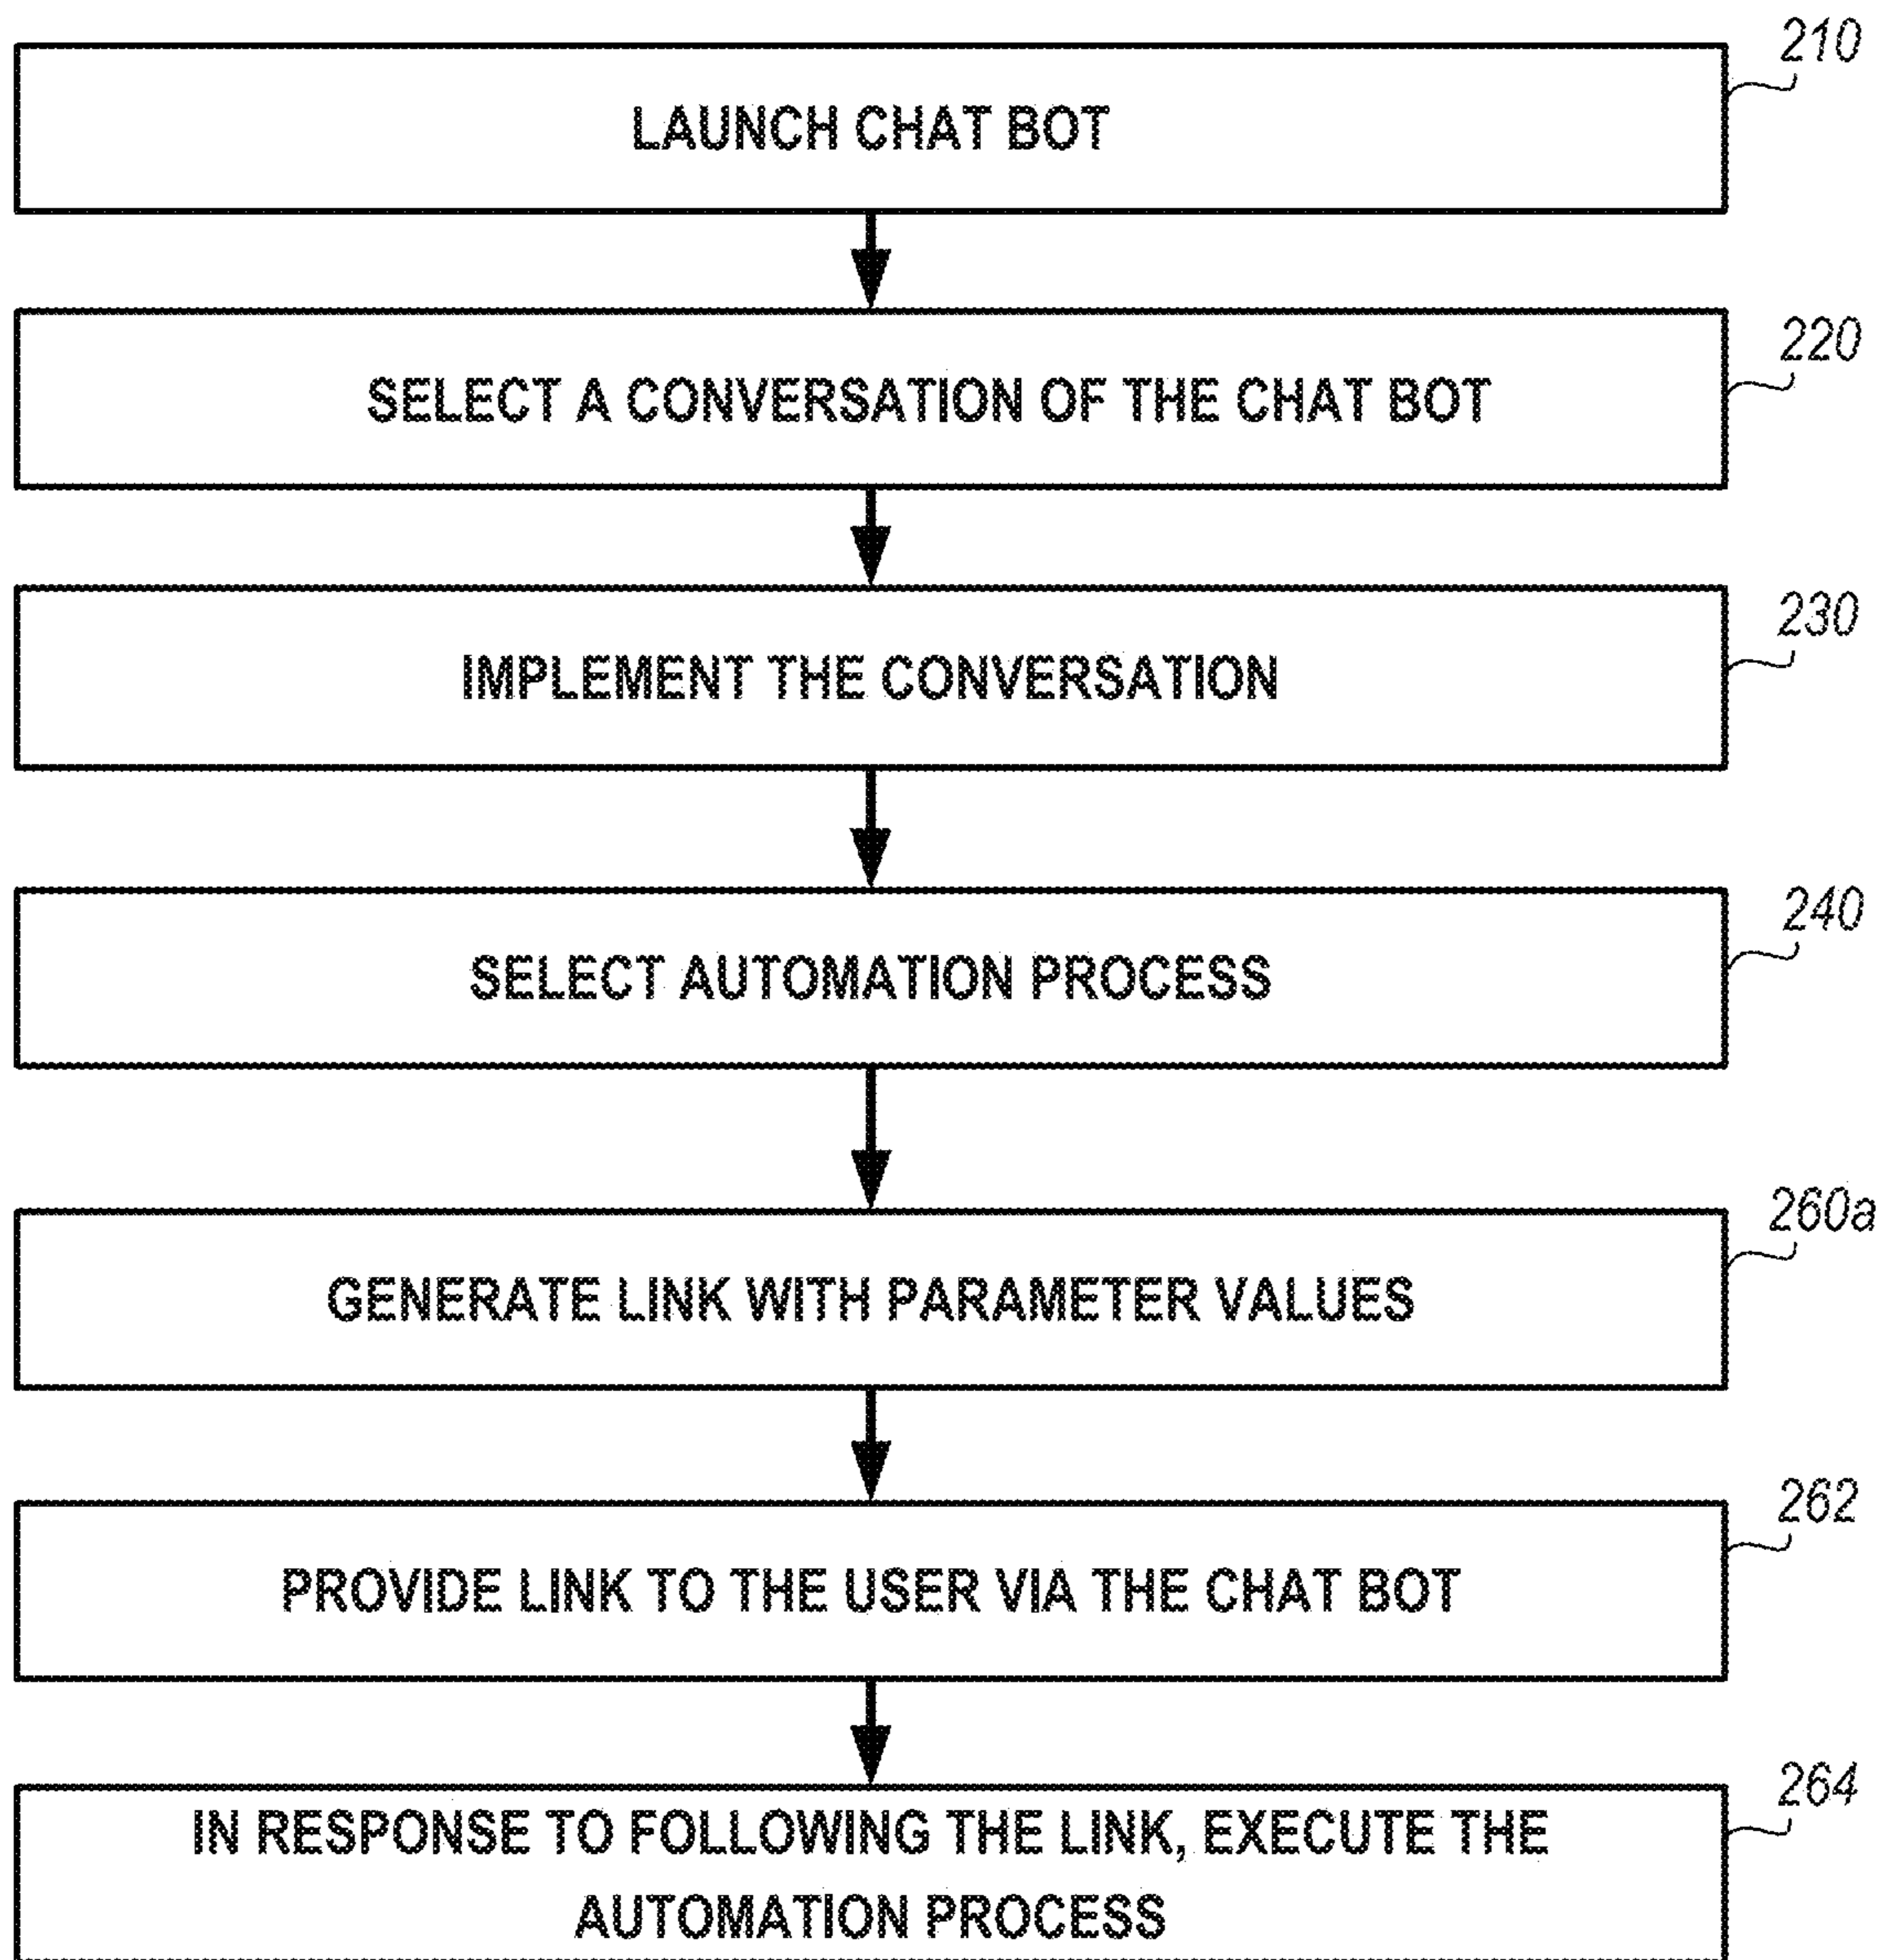 210
LAUNCH CHAT BOT
220
SELECT A CONVERSATION OF THE CHAT BOT
230
IMPLEMENT THE CONVERSATION
240
SELECT AUTOMATION PROCESS
260a
GENERATE LINK WITH PARAMETER VALUES
262
PROVIDE LINK TO THE USER VIA THE CHAT BOT
264
IN RESPONSE TO FOLLOWING THE LINK, EXECUTE THE
AUTOMATION PROCESS